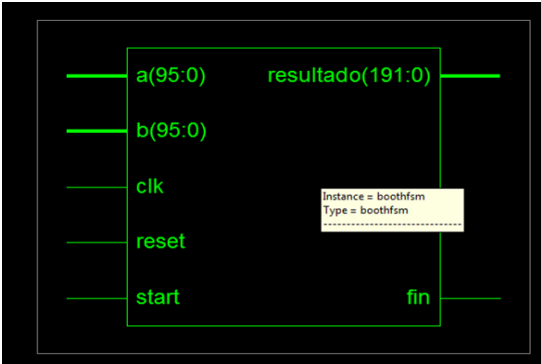 a(95:0) resultado(191:0)
b(95:0)
clk
Instance = boothfsm
Type = boothfsm
------------------------------
reset
start fin